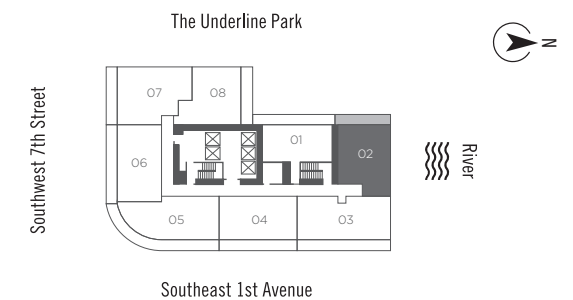 The Underline Park
N
07
08
Southwest 7th Street
01
02
River
06
05
04
03
Southeast 1st Avenue